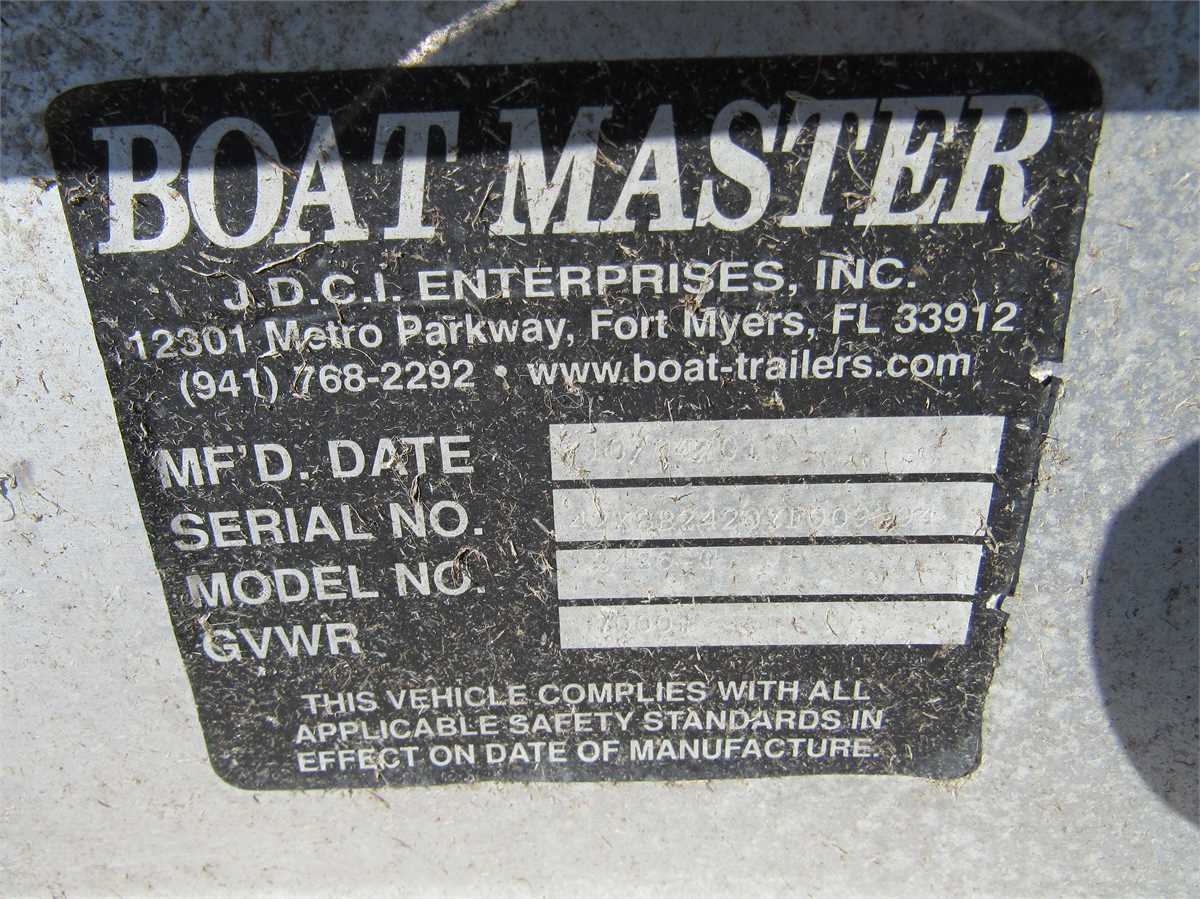 BOAT MASTER
J.D.C.I. ENTERPRISES, INC.
12301 Metro Parkway, Fort Myers, FL 33912
(941) 768-2292 • www.boat-trailers.com
MF'D. DATE
SERIAL NO.
MODEL NO.
GVWR
THIS VEHICLE COMPLIES WITH ALL
APPLICABLE SAFETY STANDARDS IN
EFFECT ON DATE OF MANUFACTURE.